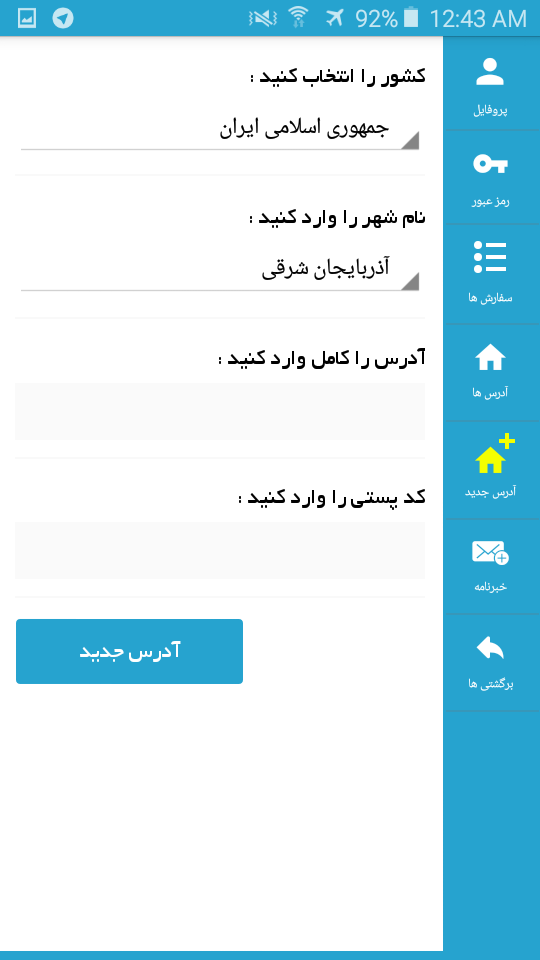 92% 12:43 AM
کشور را انتخاب کنید :
جمهوری اسلامی ایران
نام شهر را وارد کنید :
آذربایجان شرقی
آدرس را کامل وارد کنید :
کد پستی را وارد کنید :
آدرس جدید
پروفایل
رمز عبور
سفارش ها
آدرس ها
آدرس جدید
خبرنامه
برگشتی ها